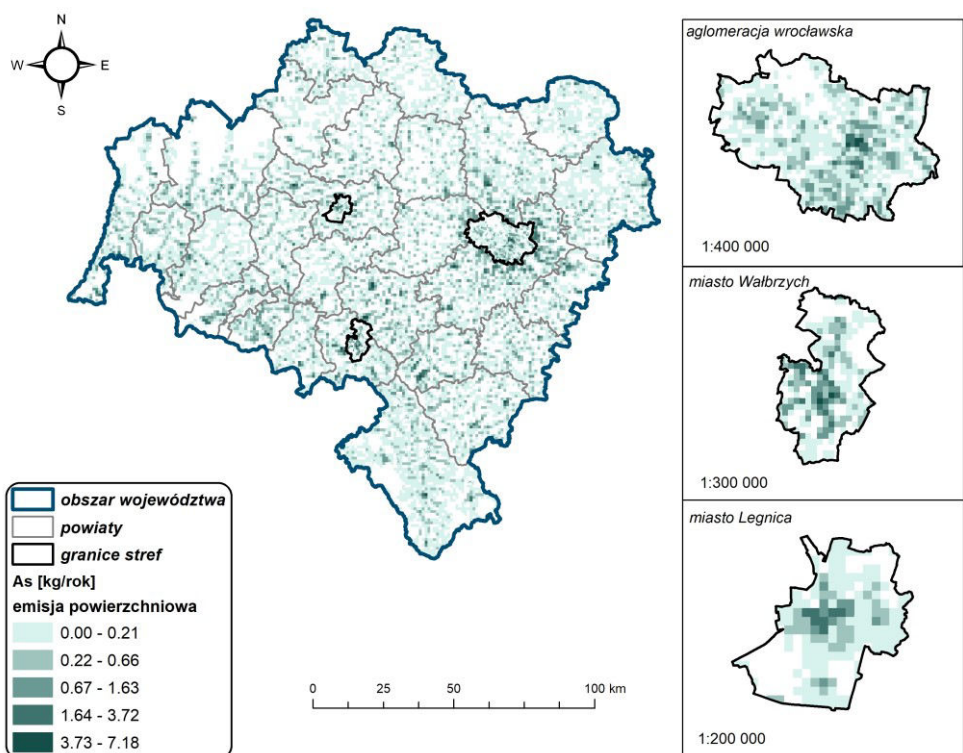 N
W
E
S
aglomeracja wrocławska
1:400 000
miasto Wałbrzych
1:300 000
miasto Legnica
1:200 000
obszar województwa
powiaty
granice stref
As [kg/rok]
emisja powierzchniowa
0.00 - 0.21
0.22 - 0.66
0.67 - 1.63
1.64 - 3.72
3.73 - 7.18
0 25 50 100 km